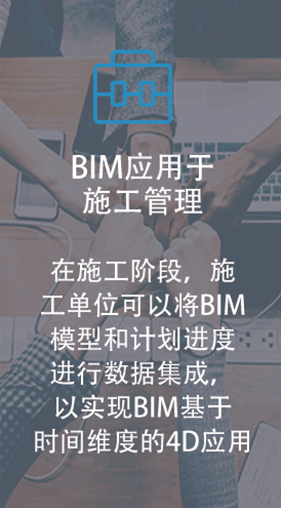 BIM应用于
施工管理
在施工阶段，施
工单位可以将BIM
模型和计划进度
进行数据集成，
以实现BIM基于
时间维度的4D应用